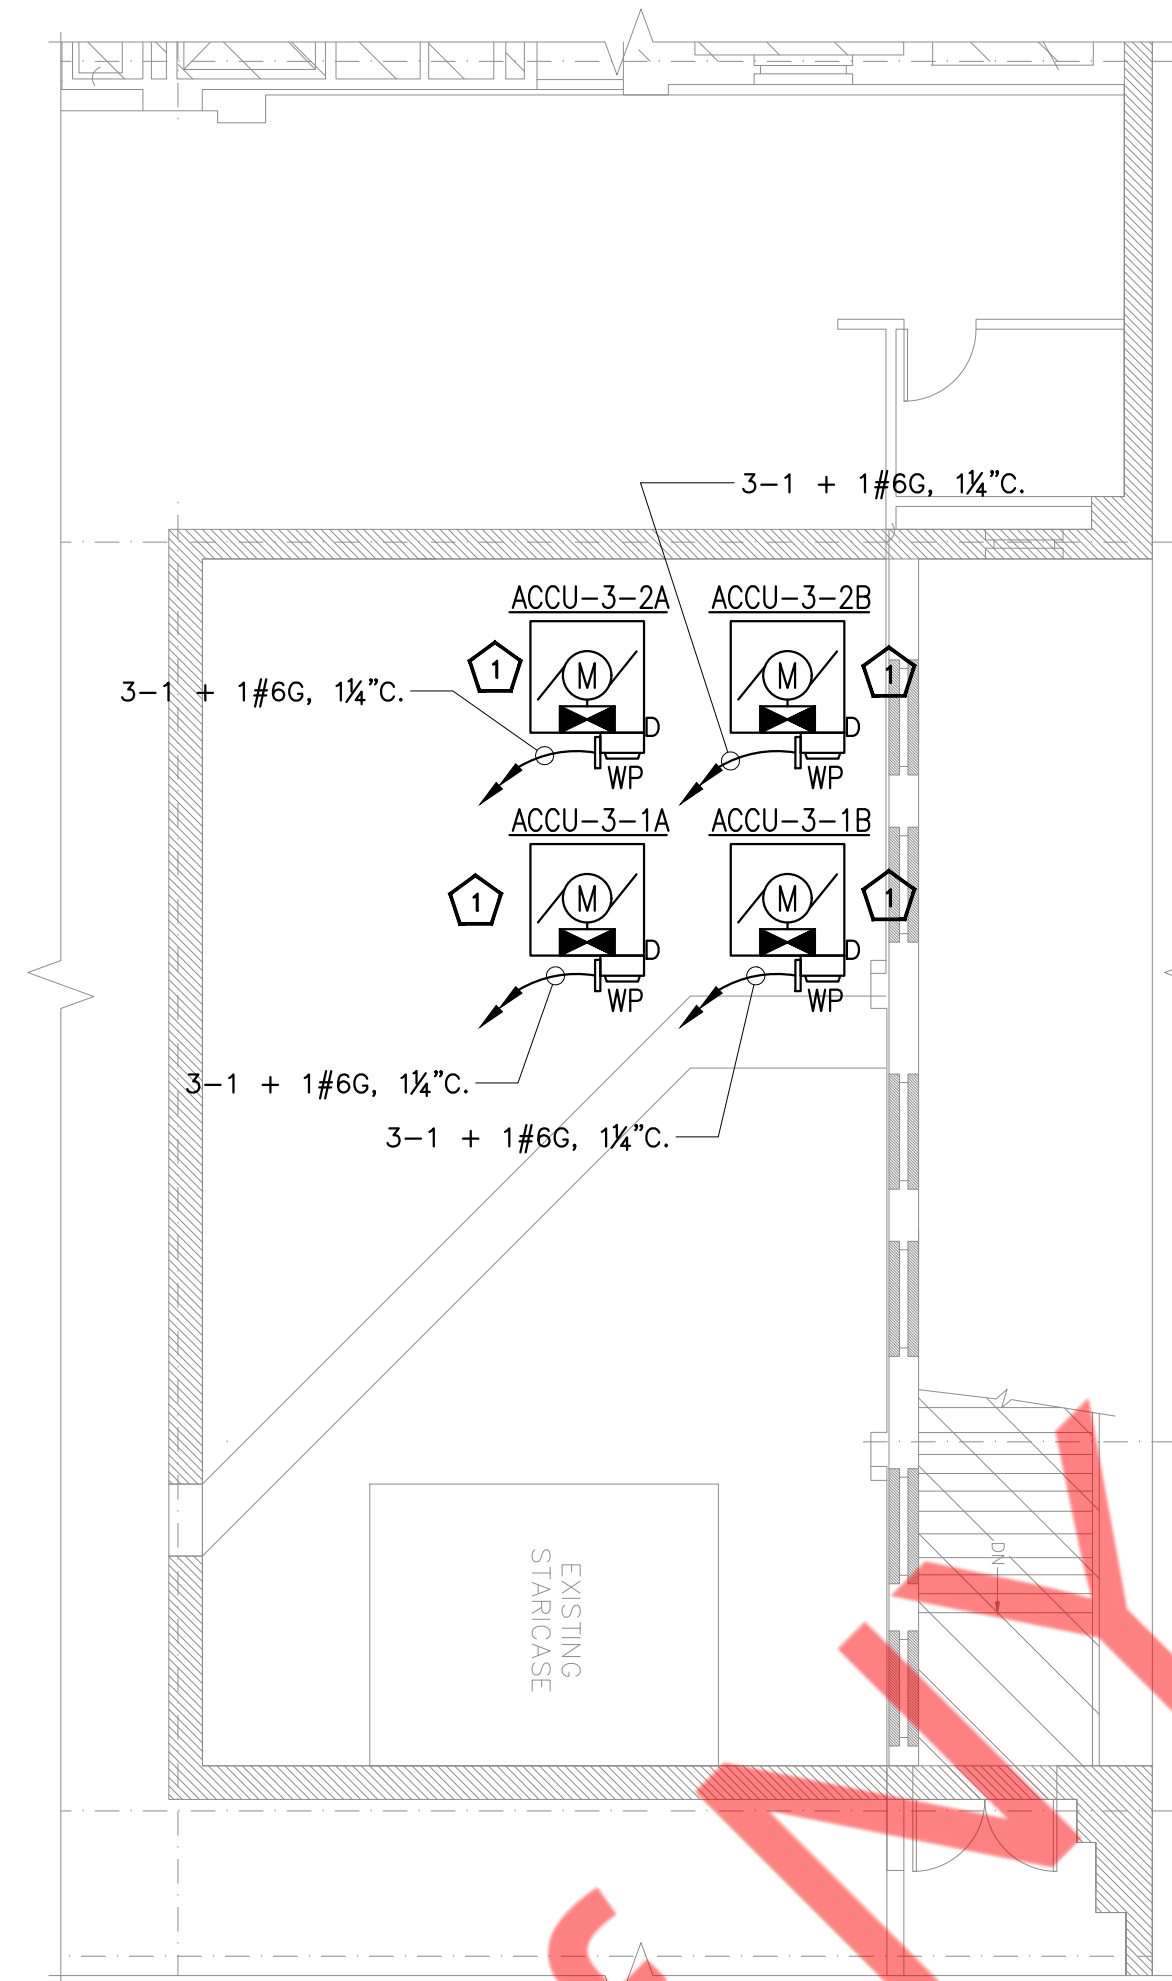 3-1 + 1#6G, 1¼"C.
ACCU-3-2A
ACCU-3-2B
1
M
M
1
3-1 + 1#6G, 1¼"C.
D
D
WP
WP
ACCU-3-1A
ACCU-3-1B
1
M
M
1
D
D
WP
WP
3-1 + 1#6G, 1¼"C.
3-1 + 1#6G, 1¼"C.
DN
EXISTING
STARICASE
NY